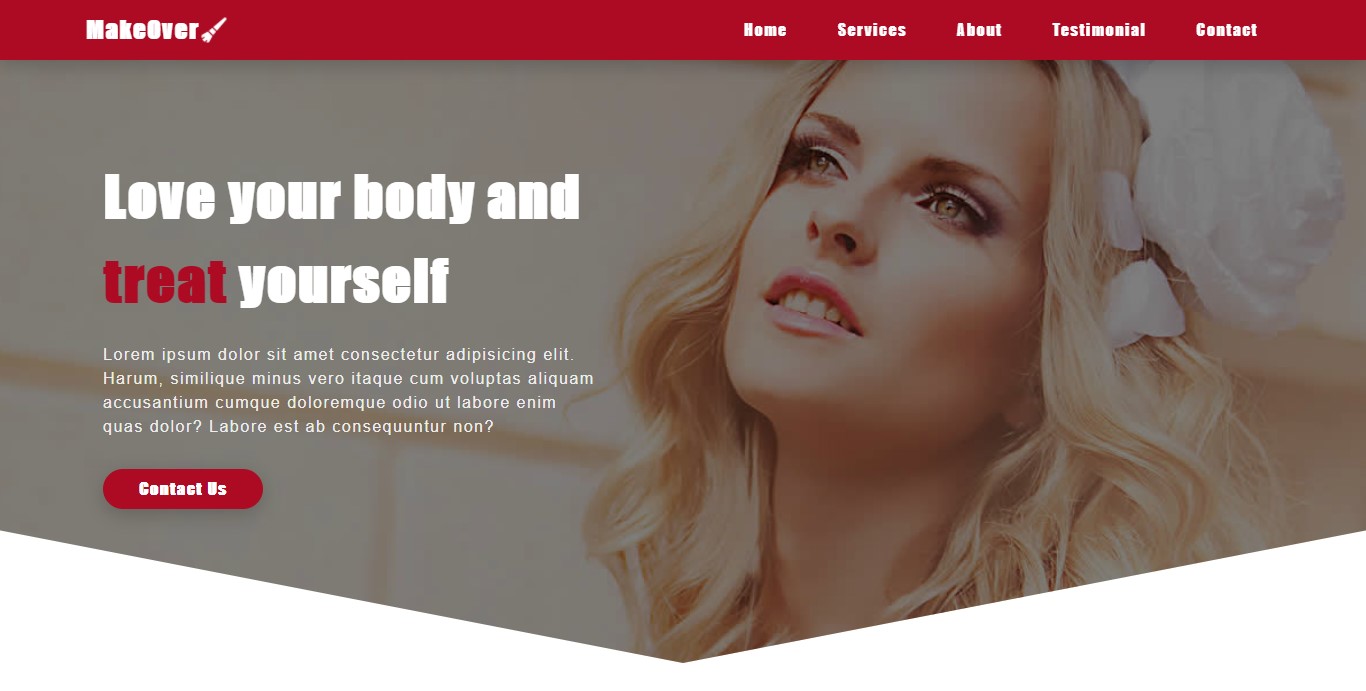 MakeOver
Home Services About Testimonial Contact
Love your body and
treat yourself
Lorem ipsum dolor sit amet consectetur adipisicing elit.
Harum, similique minus vero itaque cum voluptas aliquam
accusantium cumque doloremque odio ut labore enim
quas dolor? Labore est ab consequuntur non?
Contact Us